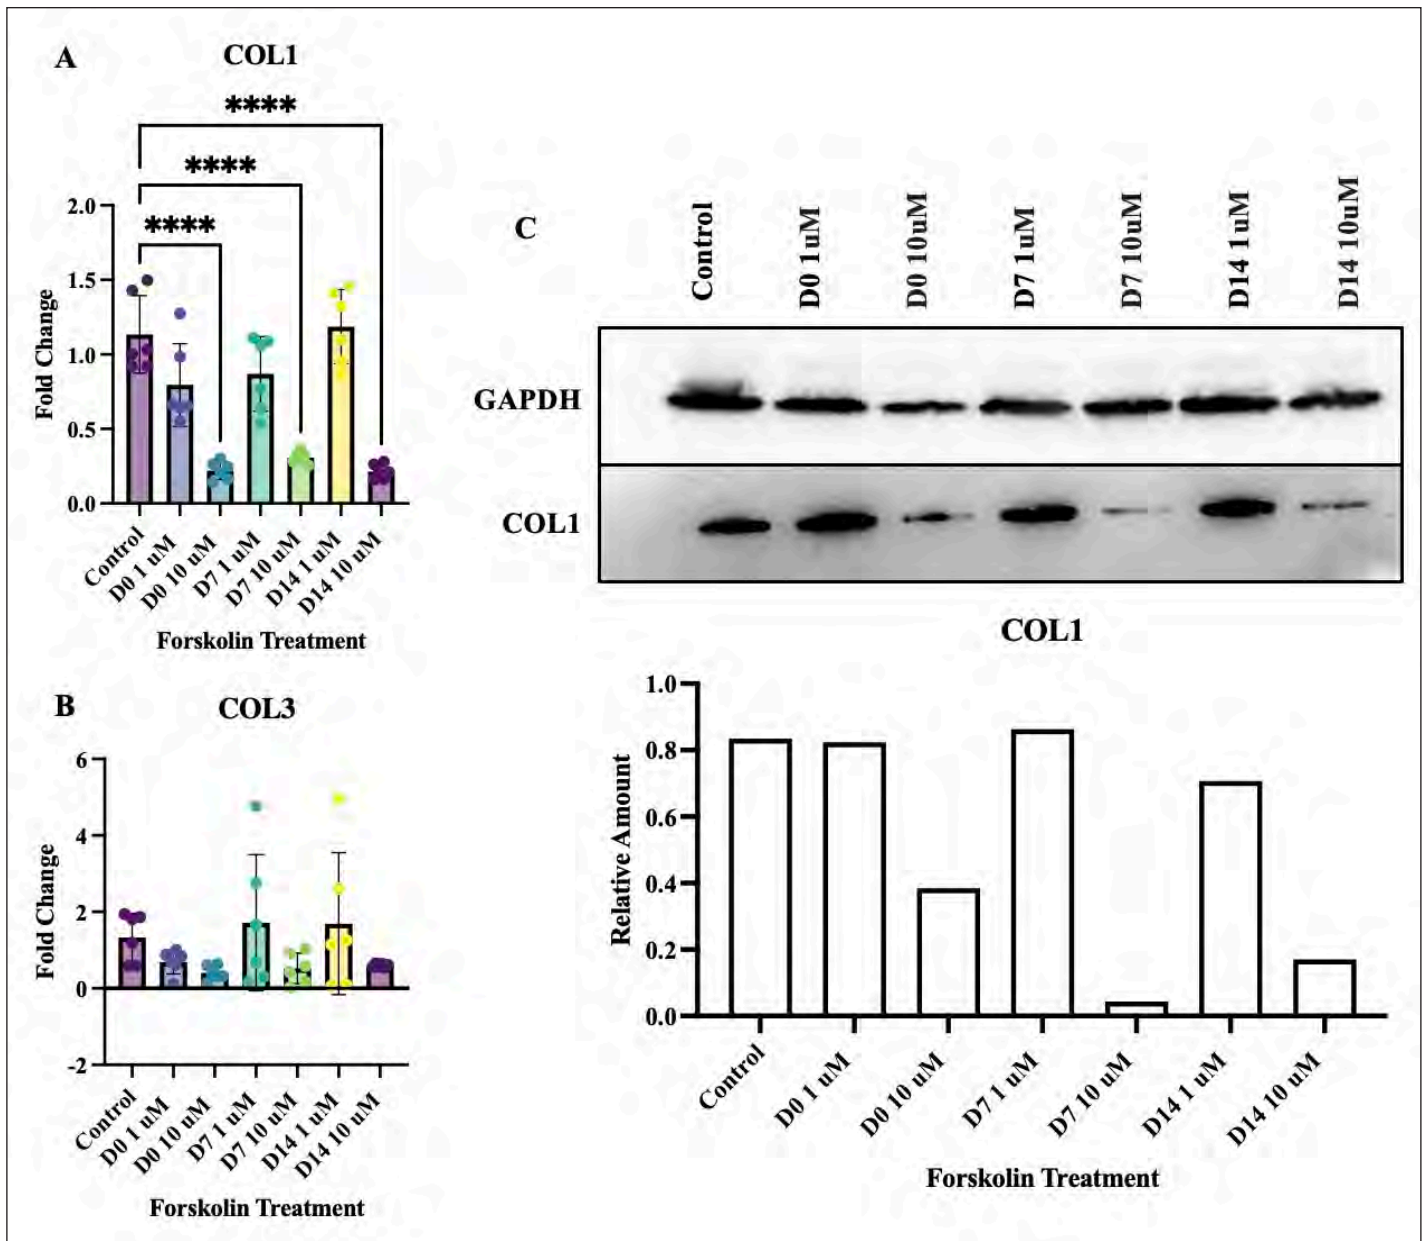 A
COL1
****
****
****
2.0
1.5
1.0
0.5
0.0
Fold Change
Control
D0 1 uM
D0 10 uM
D7 1 uM
D7 10 uM
D14 1 uM
D14 10 uM
Forskolin Treatment
B
COL3
6
4
2
0
-2
Fold Change
Control
D0 1 uM
D0 10 uM
D7 1 uM
D7 10 uM
D14 1 uM
D14 10 uM
Forskolin Treatment
C
Control
D0 1uM
D0 10uM
D7 1uM
D7 10uM
D14 1uM
D14 10uM
GAPDH
COL1
COL1
1.0
0.8
0.6
0.4
0.2
0.0
Relative Amount
Control
D0 1 uM
D0 10 uM
D7 1 uM
D7 10 uM
D14 1 uM
D14 10 uM
Forskolin Treatment